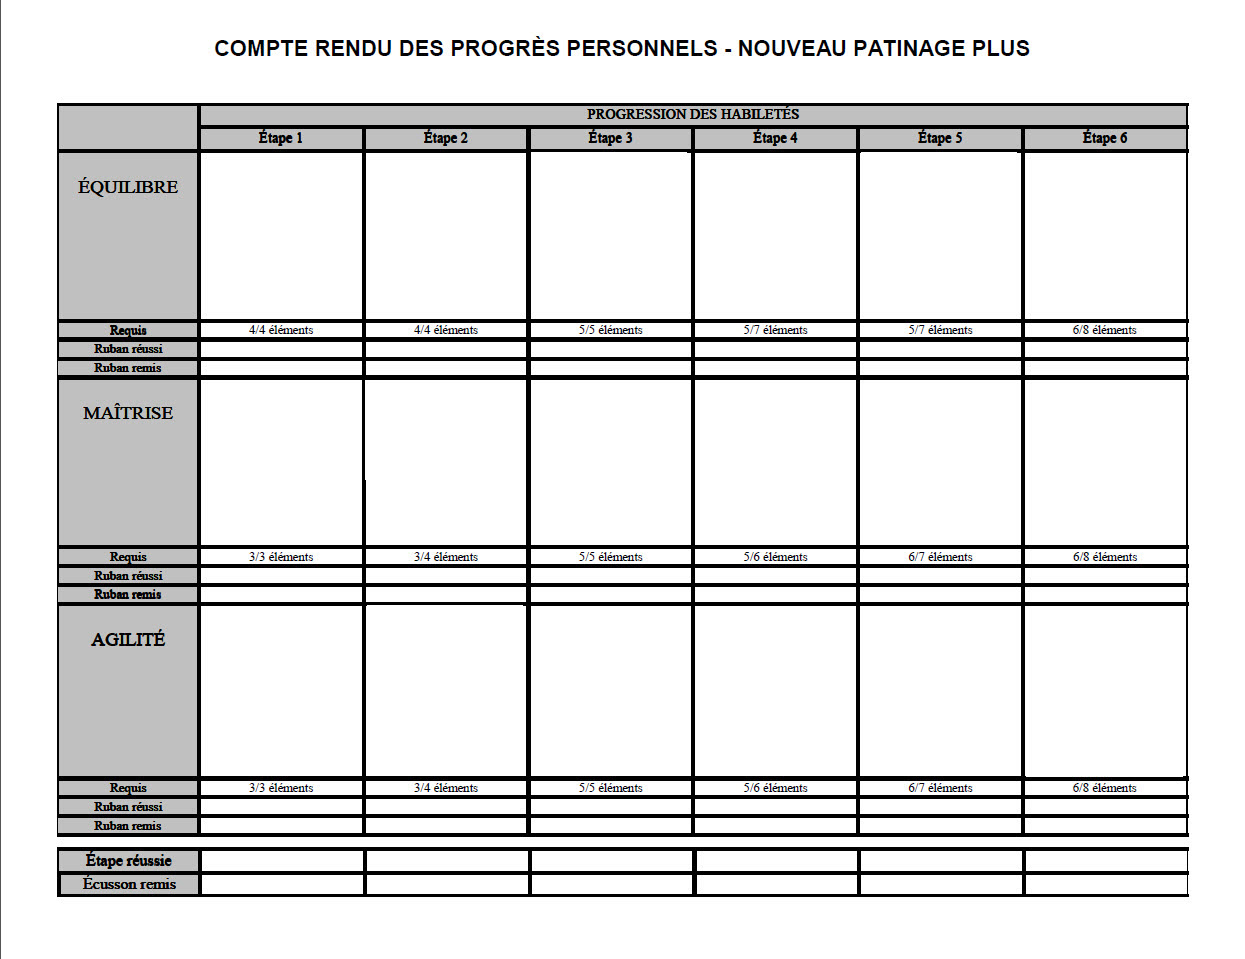 COMPTE RENDU DES PROGRÈS PERSONNELS - NOUVEAU PATINAGE PLUS
PROGRESSION DES HABILETÉS
Étape 1 Étape 2 Étape 3 Étape 4 Étape 5 Étape 6
ÉQUILIBRE
Requis 4/4 éléments 4/4 éléments 5/5 éléments 5/7 éléments 5/7 éléments 6/8 éléments
Ruban réussi
Ruban remis
MAÎTRISE
Requis 3/3 éléments 3/4 éléments 5/5 éléments 5/6 éléments 6/7 éléments 6/8 éléments
Ruban réussi
Ruban remis
AGILITÉ
Requis 3/3 éléments 3/4 éléments 5/5 éléments 5/6 éléments 6/7 éléments 6/8 éléments
Ruban réussi
Ruban remis
Étape réussie
Écusson remis